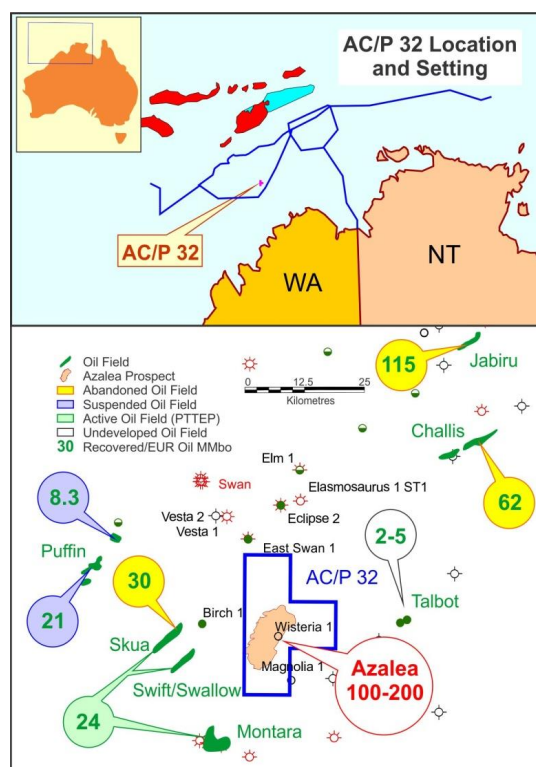 AC/P 32 Location
and Setting
AC/P 32
WA
NT
Oil Field
Azalea Prospect
Abandoned Oil Field
Suspended Oil Field
Active Oil Field (PTTEP)
Undeveloped Oil Field
30 Recovered/EUR Oil MMbo
0 12.5 25
Kilometres
115
Jabiru
Challis
62
Elm 1
Swan
Elasmosaurus 1 ST1
8.3
Vesta 2
Vesta 1
Eclipse 2
2-5
East Swan 1
Puffin
AC/P 32
30
21
Birch 1
Talbot
Wisteria 1
Skua
Magnolia 1
Azalea
100-200
Swift/Swallow
24
Montara